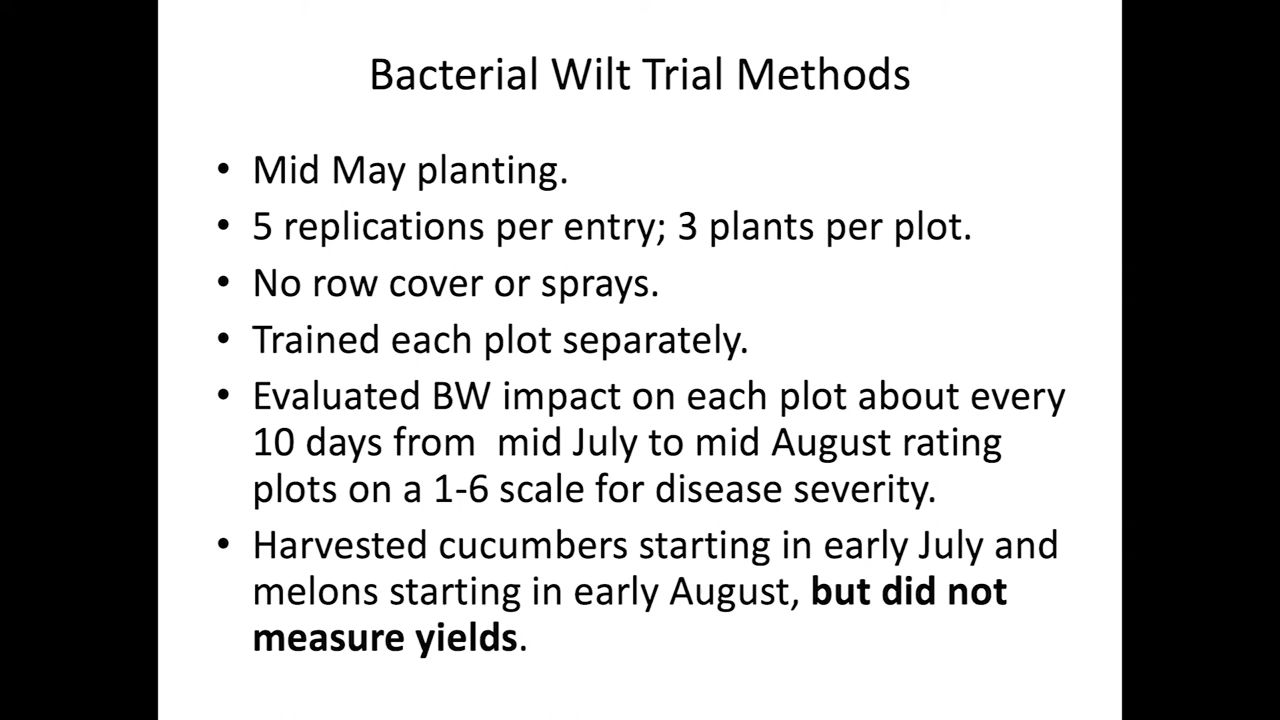 Bacterial Wilt Trial Methods
• Mid May planting.
• 5 replications per entry; 3 plants per plot.
• No row cover or sprays.
• Trained each plot separately.
• Evaluated BW impact on each plot about every
10 days from  mid July to mid August rating
plots on a 1-6 scale for disease severity.
• Harvested cucumbers starting in early July and
melons starting in early August, but did not
measure yields.